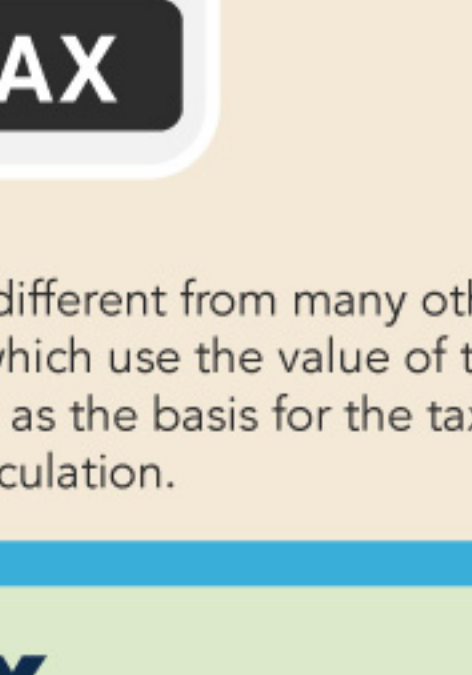 AX
different from many oth
which use the value of t
as the basis for the tax
culation.
x